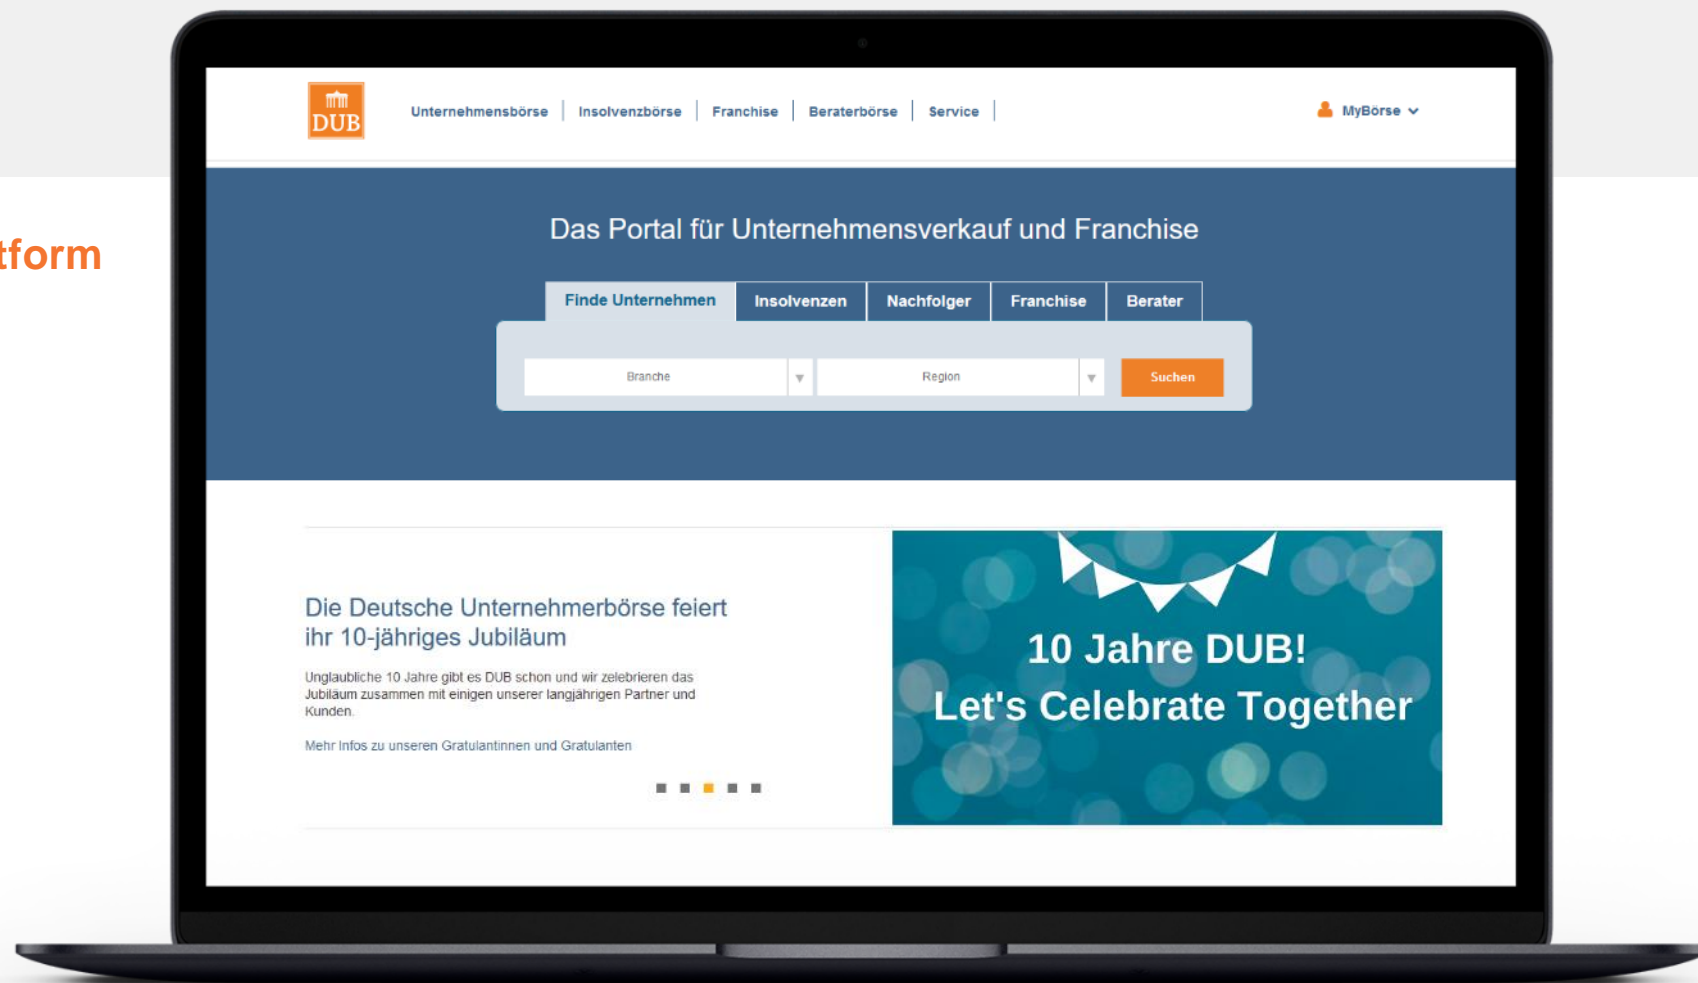 DUB
Unternehmensbörse Insolvenzbörse Franchise Beraterbörse Service
MyBörse
tform
Das Portal für Unternehmensverkauf und Franchise
Finde Unternehmen Insolvenzen Nachfolger Franchise Berater
Branche Region Suchen
Die Deutsche Unternehmerbörse feiert
ihr 10-jähriges Jubiläum
Unglaubliche 10 Jahre gibt es DUB schon und wir zelebrieren das
Jubiläum zusammen mit einigen unserer langjährigen Partner und
Kunden.
Mehr Infos zu unseren Gratulantinnen und Gratulanten
10 Jahre DUB!
Let's Celebrate Together